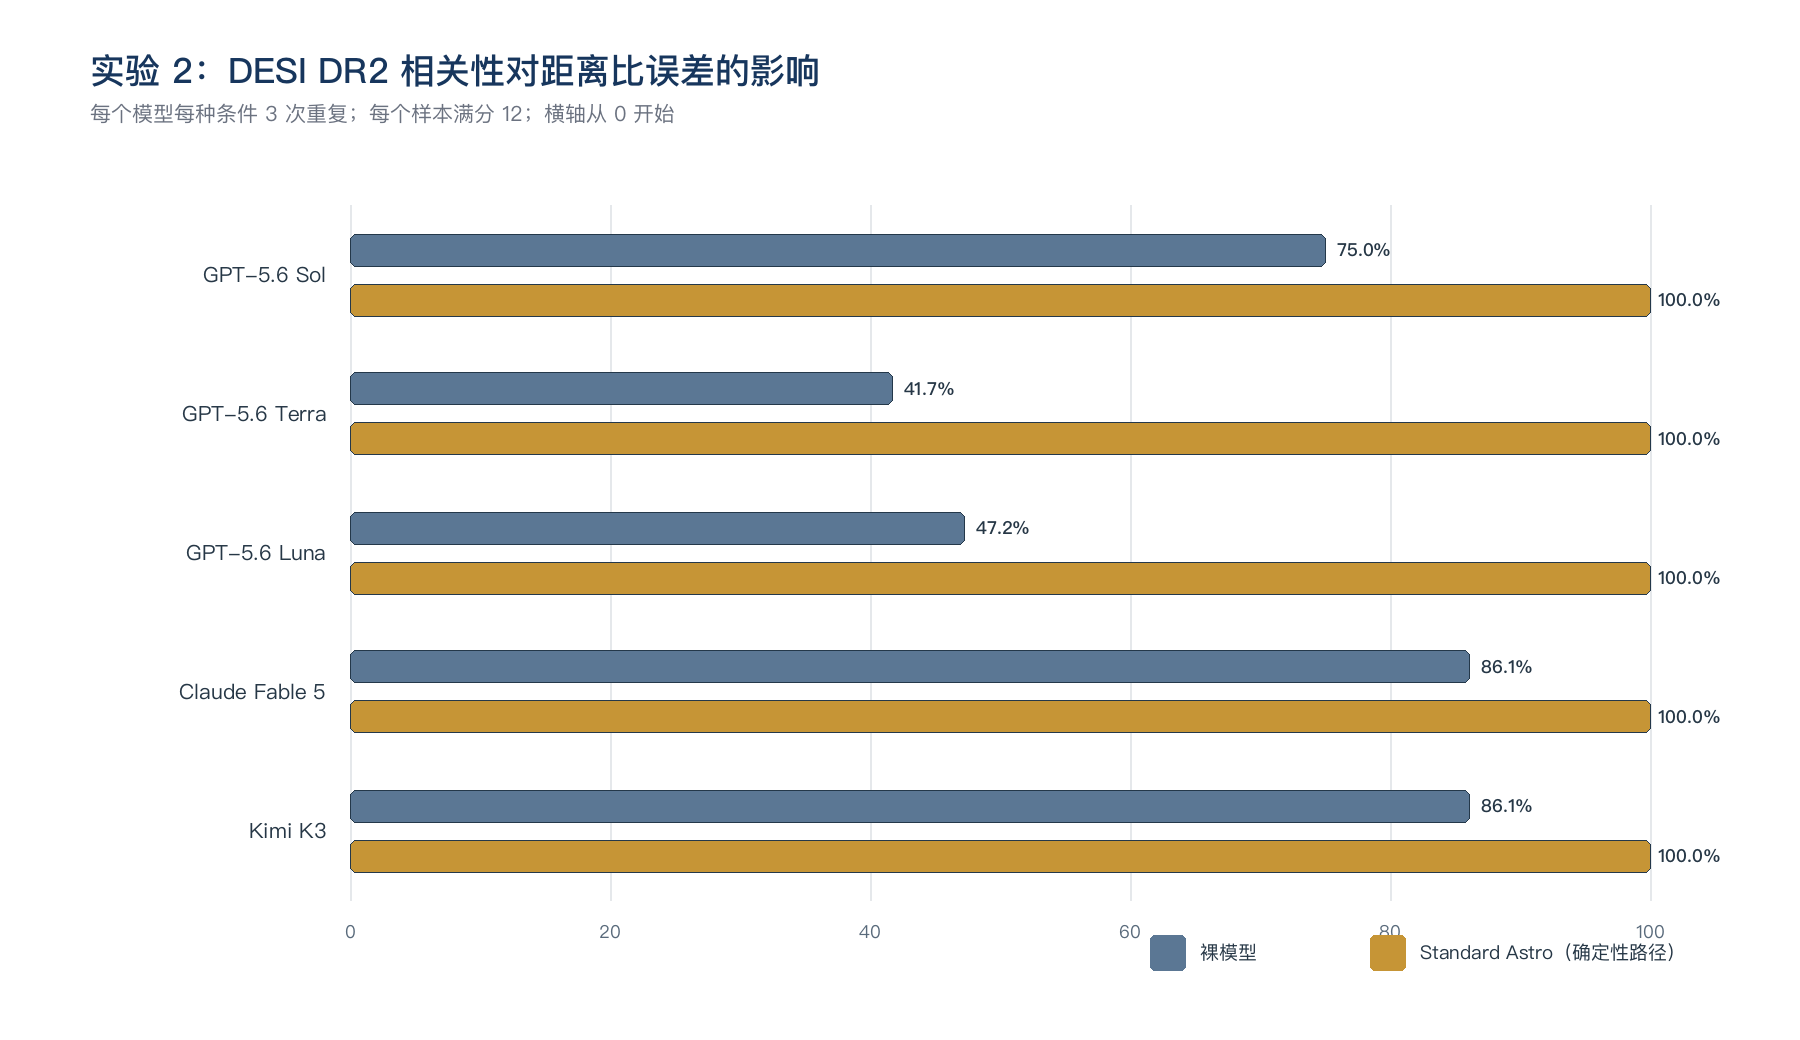 实验 2：DESI DR2 相关性对距离比误差的影响
每个模型每种条件 3 次重复；每个样本满分 12；横轴从 0 开始
75.0%
GPT-5.6 Sol
100.0%
41.7%
GPT-5.6 Terra
100.0%
47.2%
GPT-5.6 Luna
100.0%
86.1%
Claude Fable 5
100.0%
86.1%
Kimi K3
100.0%
0 20 40 60 80 100
裸模型 Standard Astro（确定性路径）